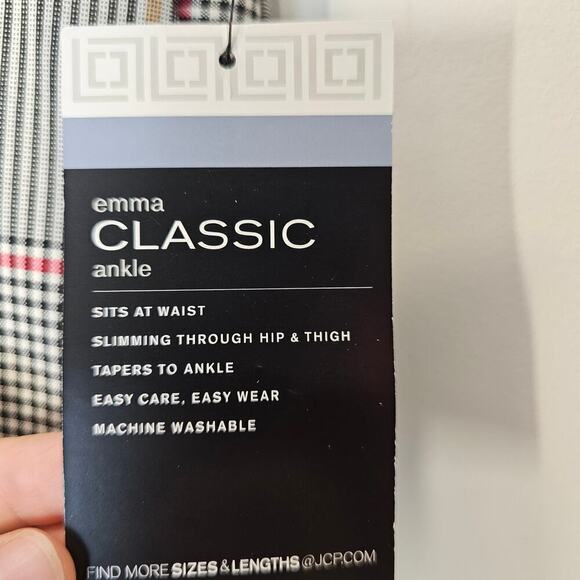 emma
CLASSIC
ankle
SITS AT WAIST
SLIMMING THROUGH HIP & THIGH
TAPERS TO ANKLE
EASY CARE, EASY WEAR
MACHINE WASHABLE
FIND MORE SIZES & LENGTHS @JCP.COM